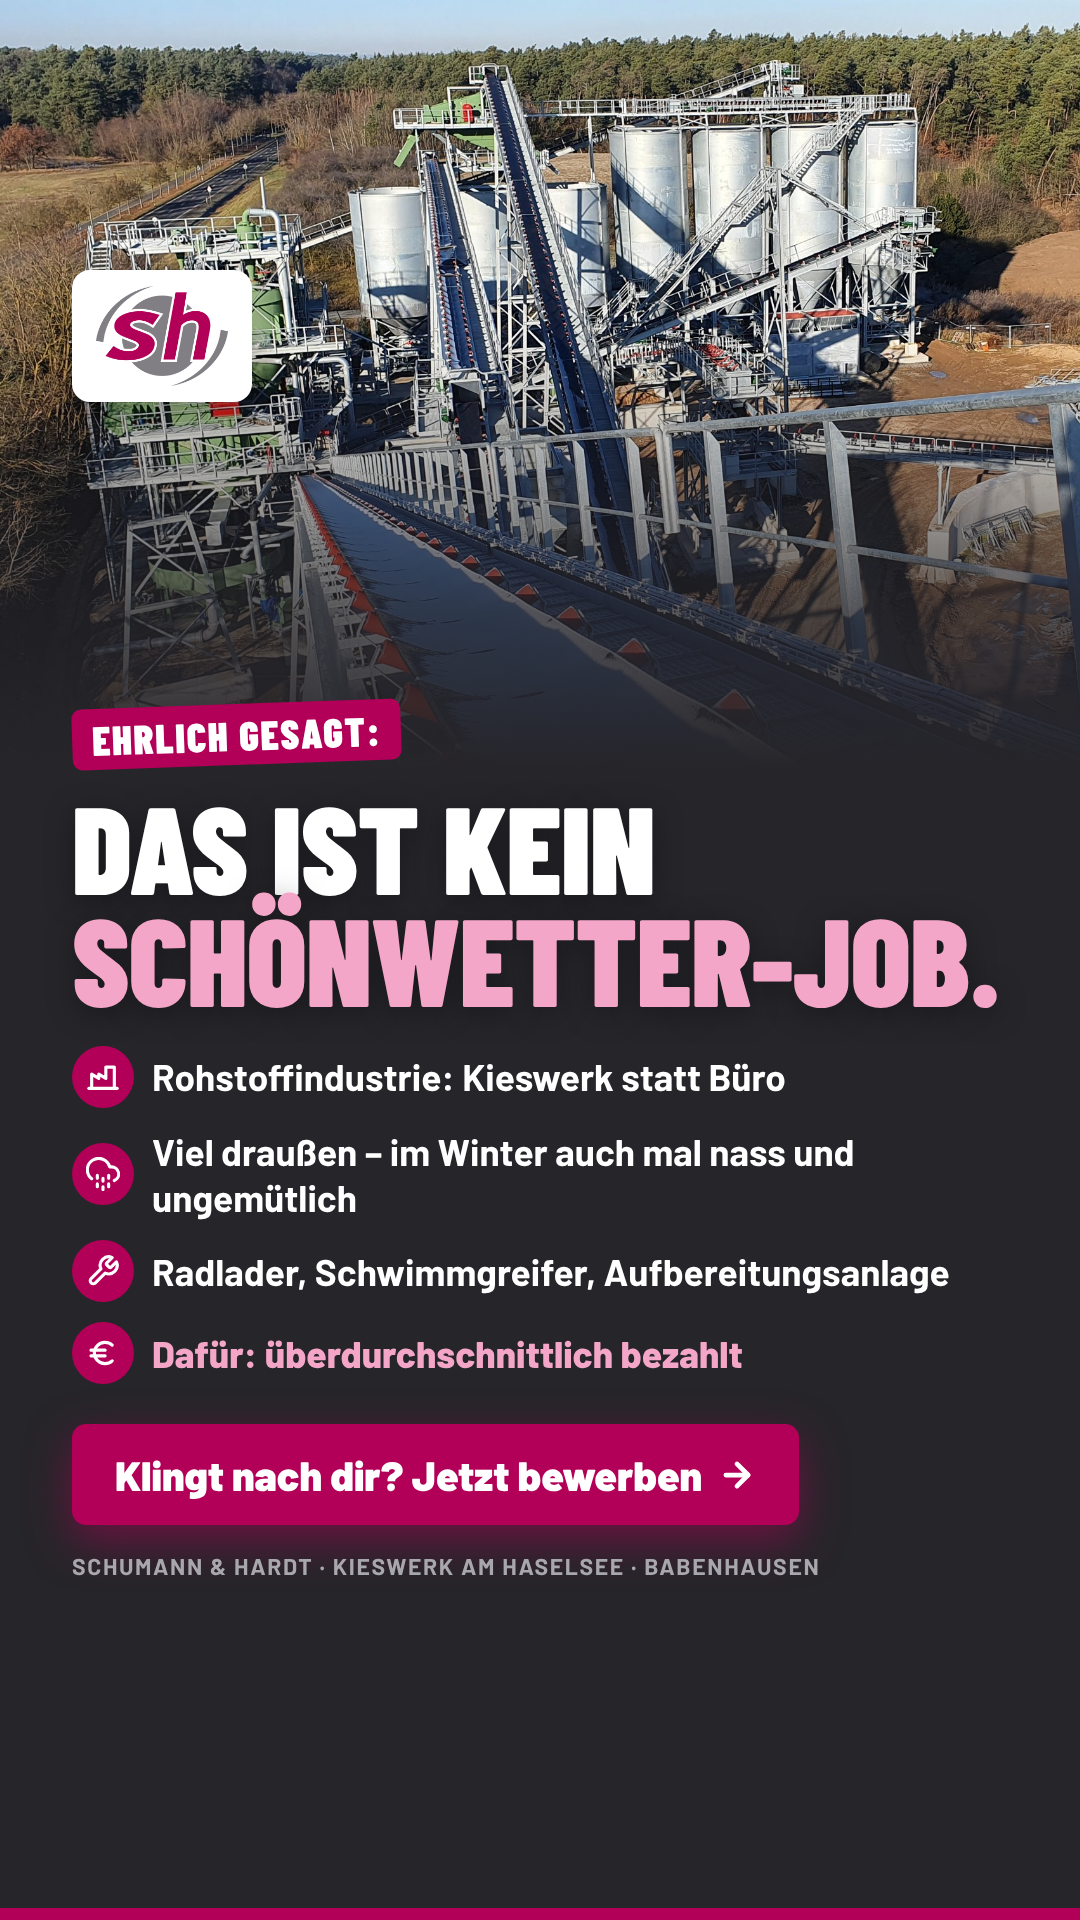 sh
EHRLICH GESAGT:
DAS IST KEIN
SCHÖNWETTER-JOB.
Rohstoffindustrie: Kieswerk statt Büro
Viel draußen – im Winter auch mal nass und
ungemütlich
Radlader, Schwimmgreifer, Aufbereitungsanlage
Dafür: überdurchschnittlich bezahlt
Klingt nach dir? Jetzt bewerben →
SCHUMANN & HARDT · KIESWERK AM HASELSEE · BABENHAUSEN